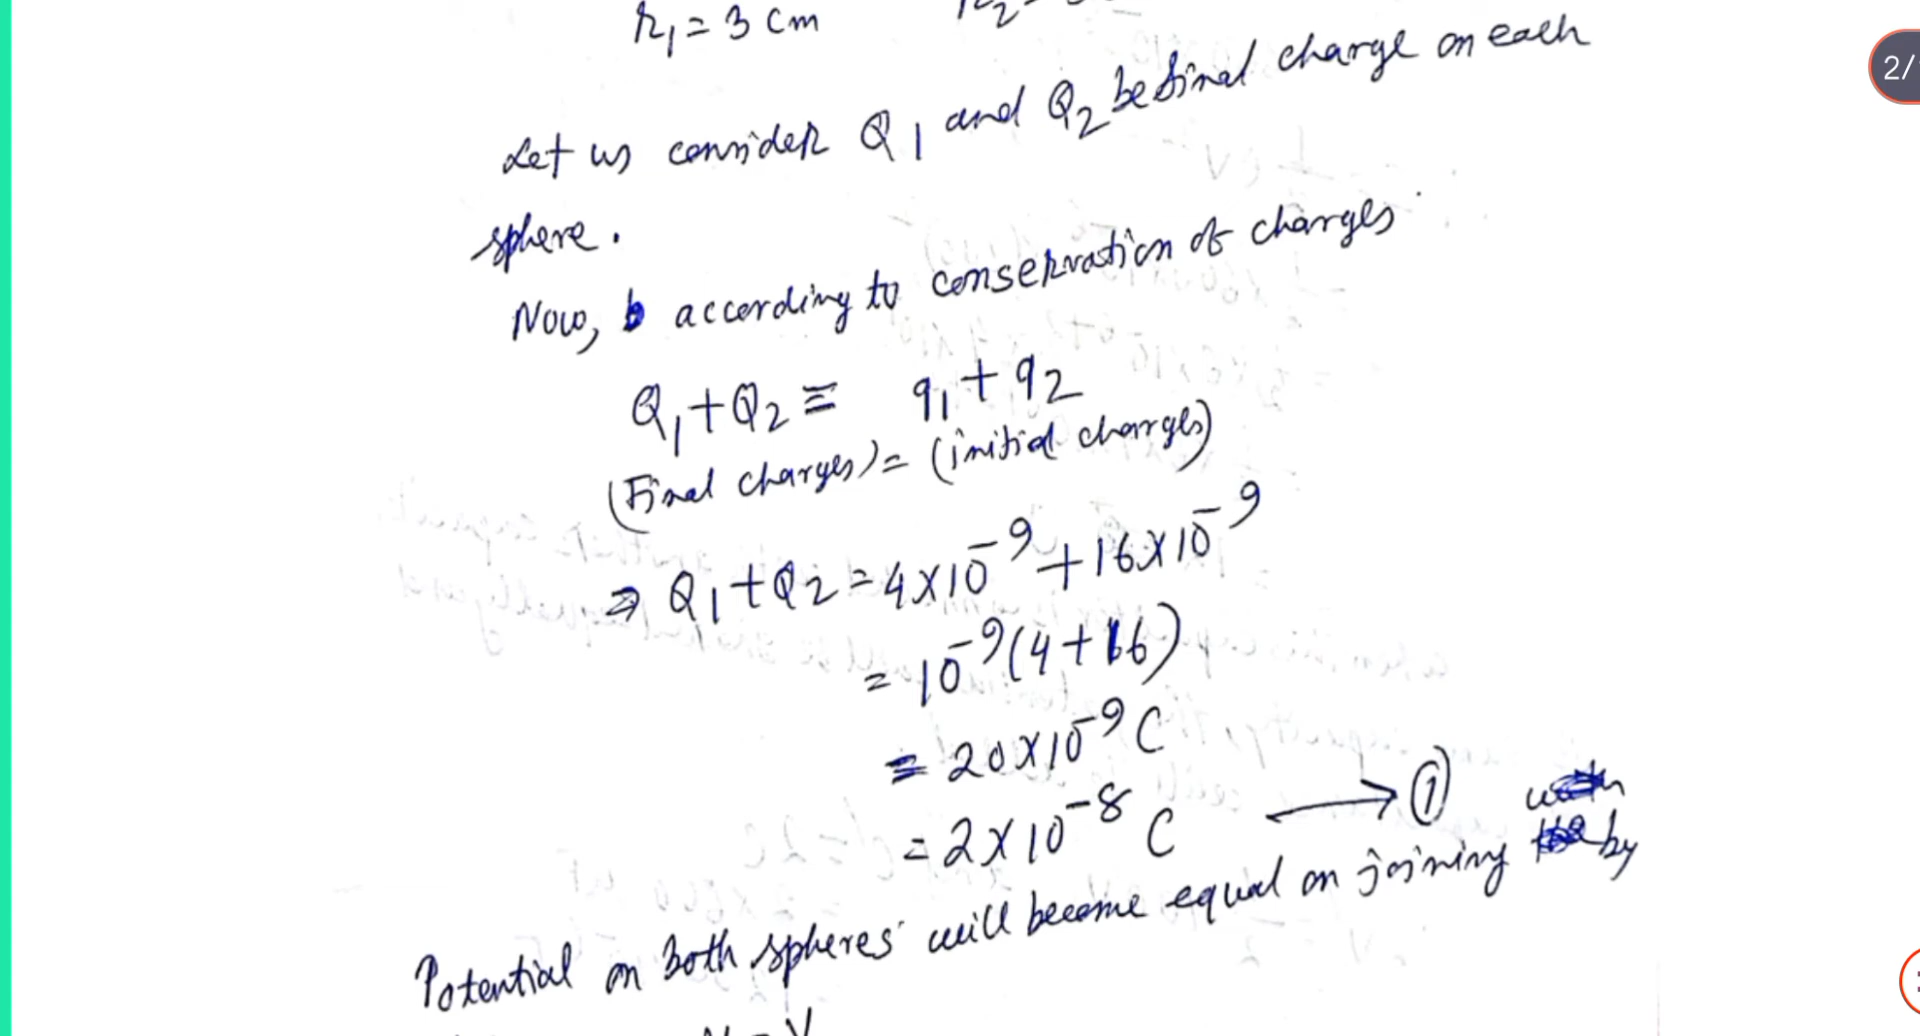 r₁ = 3 cm
2/
Let us consider Q₁ and Q₂ be final charge on each
sphere.
Now, according to conservation of charges
Q₁ + Q₂ = q₁ + q₂
(Final charges) = (initial charges)
⇒ Q₁ + Q₂ = 4×10⁻⁹ + 16×10⁻⁹
= 10⁻⁹ (4+16)
= 20×10⁻⁹ C
= 2×10⁻⁸ C ⟶ ①
Potential on both spheres will become equal on joining by